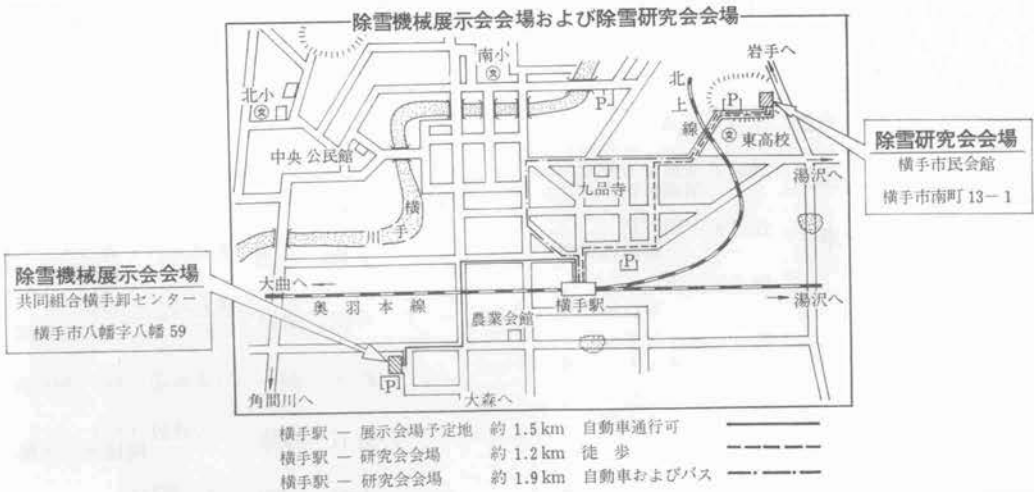 除雪機械展示会会場および除雪研究会会場
岩手へ
南小
文
北
上
線
P
P
北小
文
文
東高校
中央公民館
九品寺
湯沢へ
除雪研究会会場
横手市民会館
横手市南町 13-1
横
手
川
P
除雪機械展示会会場
共同組合横手卸センター
横手市八幡字八幡 59
大曲へ
奥羽本線
横手駅
湯沢へ
農業会館
P
角間川へ
大森へ
横手駅 ― 展示会場予定地 約 1.5km 自動車通行可
横手駅 ― 研究会会場 約 1.2km 徒 歩
横手駅 ― 研究会会場 約 1.9km 自動車およびバス